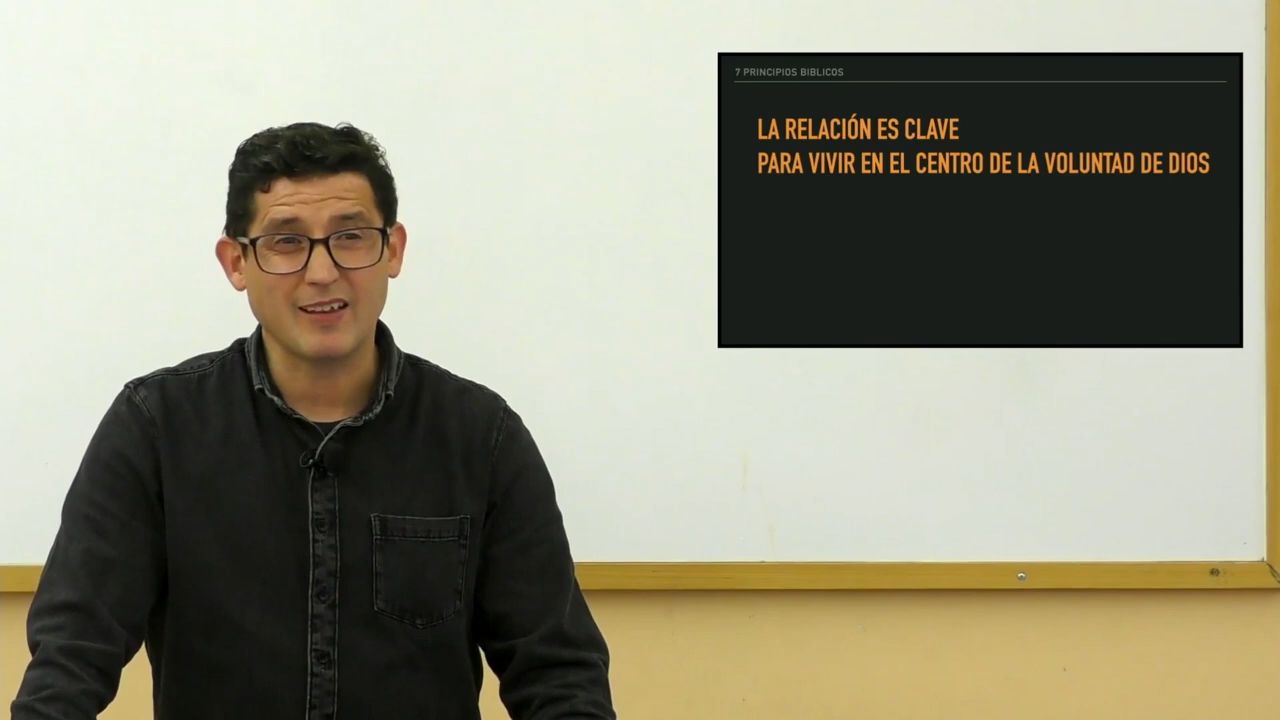 7 PRINCIPIOS BIBLICOS
LA RELACIÓN ES CLAVE
PARA VIVIR EN EL CENTRO DE LA VOLUNTAD DE DIOS